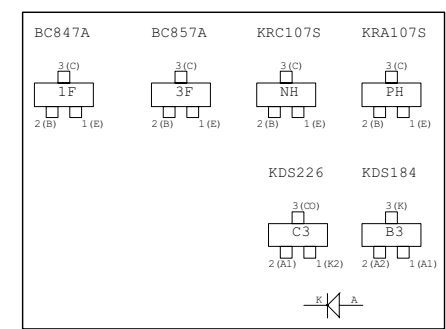 BC847A BC857A KRC107S KRA107S
3(C) 3(C) 3(C) 3(C)
1F 3F NH PH
2(B) 1(E) 2(B) 1(E) 2(B) 1(E) 2(B) 1(E)
KDS226 KDS184
3(CO) 3(K)
C3 B3
2(A1) 1(K2) 2(A2) 1(A1)
K A